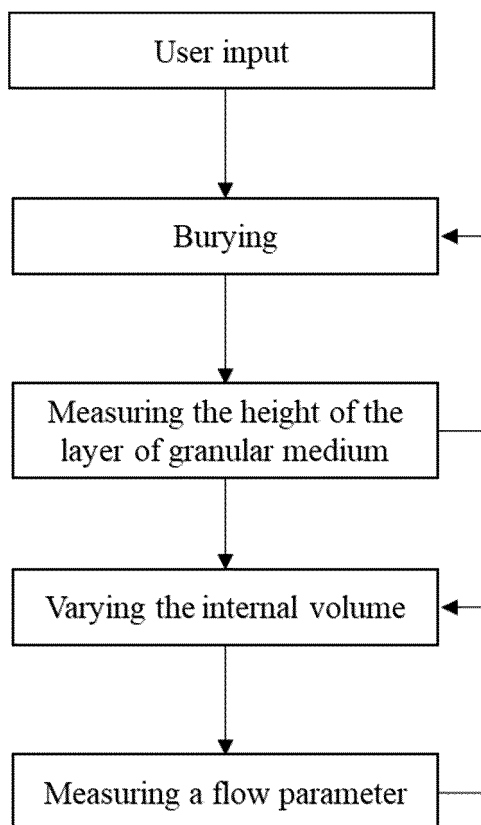 User input
Burying
Measuring the height of the
layer of granular medium
Varying the internal volume
Measuring a flow parameter